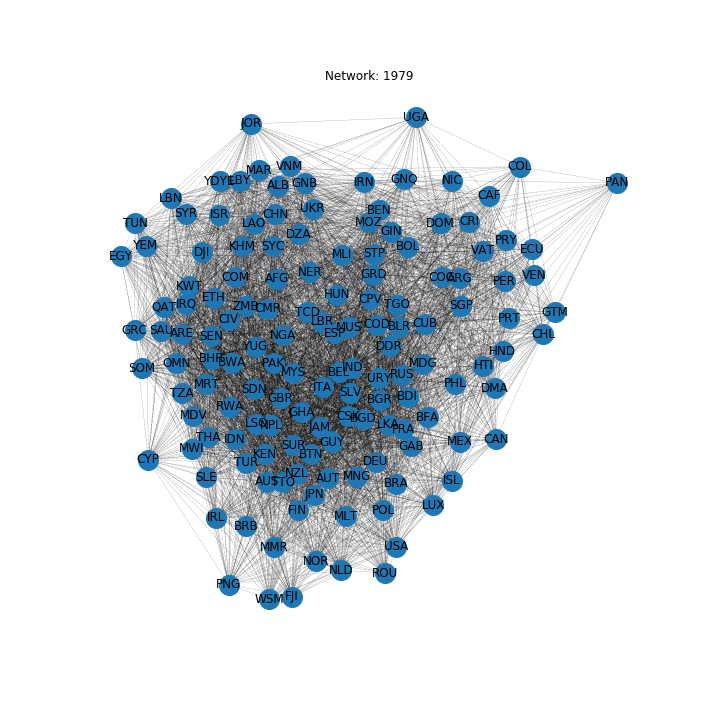 Network: 1979
UGA
JOR
VNM
COL
MAR
YDYE
LBY
ALB
GNB
IRN
GNQ
NIC
PAN
LBN
CAF
SYR
ISR
CHN
UKR
BEN
TUN
LAO
MOZ
DOM
CRI
DZA
GIN
YEM
KHM
SYC
BOL
PRY
EGY
DJI
MLI
STP
VAT
ECU
COM
AFG
NER
GRD
ARG
PER
VEN
KWT
ETH
HUN
CPV
TGO
SGP
QAT
IRQ
ZMB
CMR
TCD
GTM
CIV
LBR
PRT
GRC
SAU
ARE
SEN
NGA
ESP
MUS
COD
BLR
CUB
CHL
YUG
DDR
HND
SOM
OMN
BWA
PAK
MYS
BEL
IND
MDG
HTI
TZA
MRT
SDN
ITA
SLV
URY
RUS
PHL
DMA
GBR
BGR
BDI
MDV
RWA
GHA
CSK
BGD
BFA
LSO
NPL
JAM
LKA
FRA
THA
IDN
GUY
MEX
CAN
MWI
SUR
GAB
CYP
TUR
KEN
BTN
DEU
SLE
AUS
NZL
AUT
MNG
BRA
ISL
JPN
LUX
IRL
BRB
FIN
MLT
POL
MMR
USA
NOR
NLD
ROU
PNG
WSM
FJI